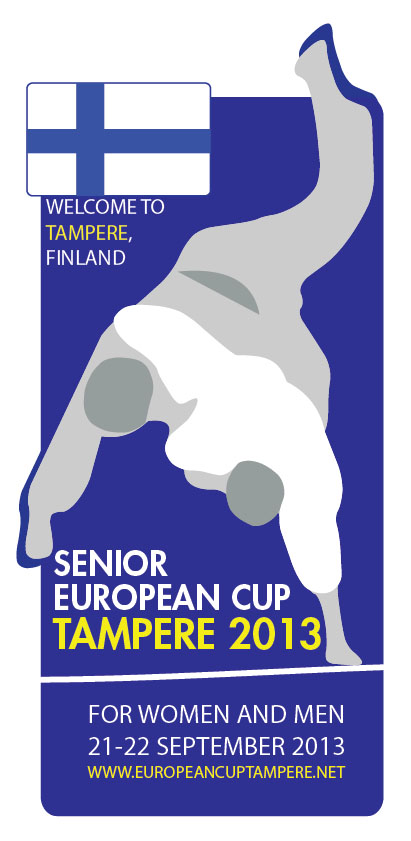 WELCOME TO
TAMPERE,
FINLAND
SENIOR
EUROPEAN CUP
TAMPERE 2013
FOR WOMEN AND MEN
21-22 SEPTEMBER 2013
WWW.EUROPEANCUPTAMPERE.NET